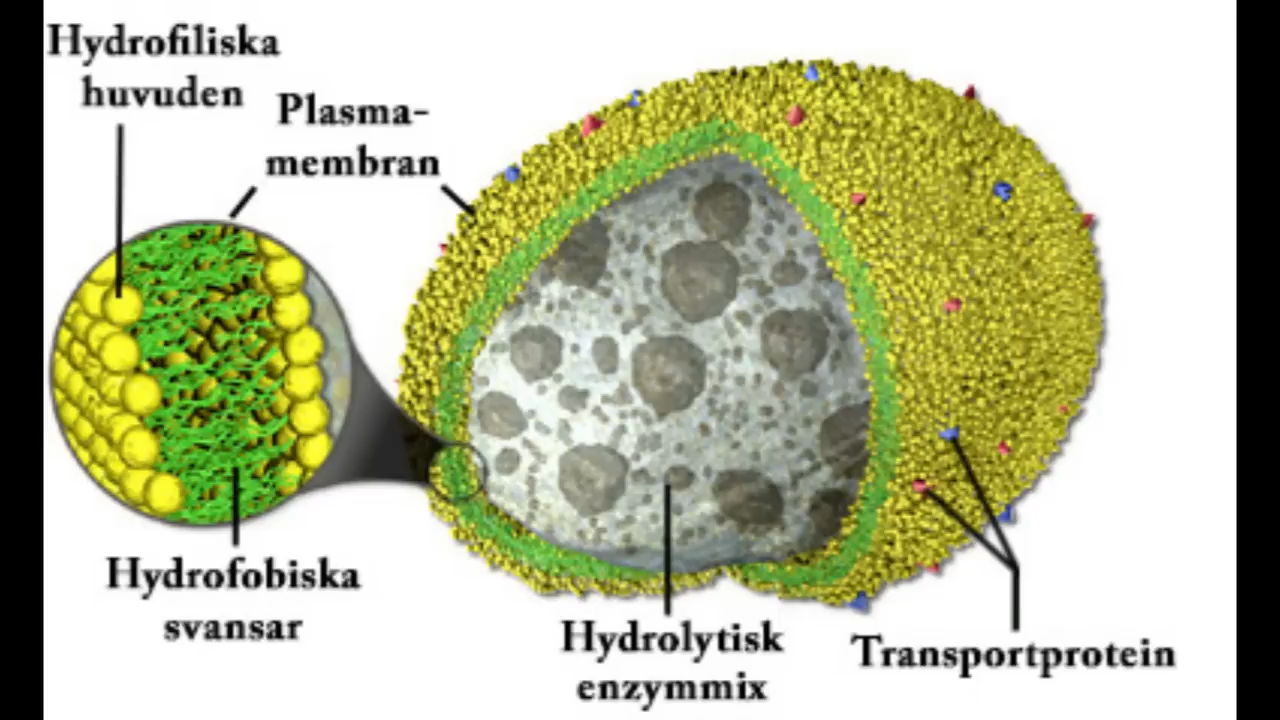 Hydrofiliska
huvuden
Plasma-
membran
Hydrofobiska
svansar
Hydrolytisk
enzymmix
Transportprotein